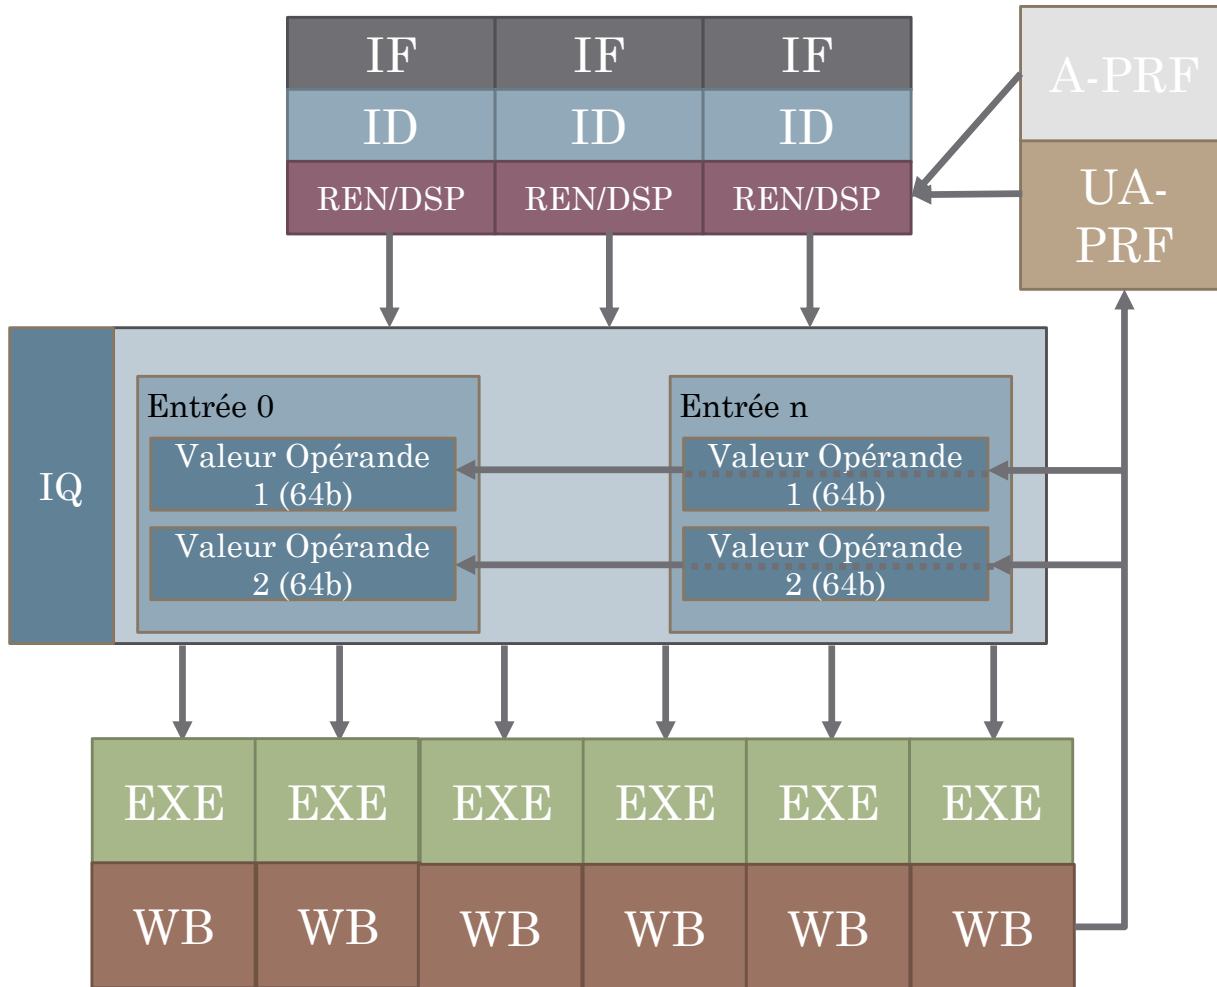 IF IF IF
A-PRF
ID ID ID
REN/DSP REN/DSP REN/DSP
UA-
PRF
IQ
Entrée 0
Valeur Opérande
1 (64b)
Valeur Opérande
2 (64b)
Entrée n
Valeur Opérande
1 (64b)
Valeur Opérande
2 (64b)
EXE EXE EXE EXE EXE EXE
WB WB WB WB WB WB